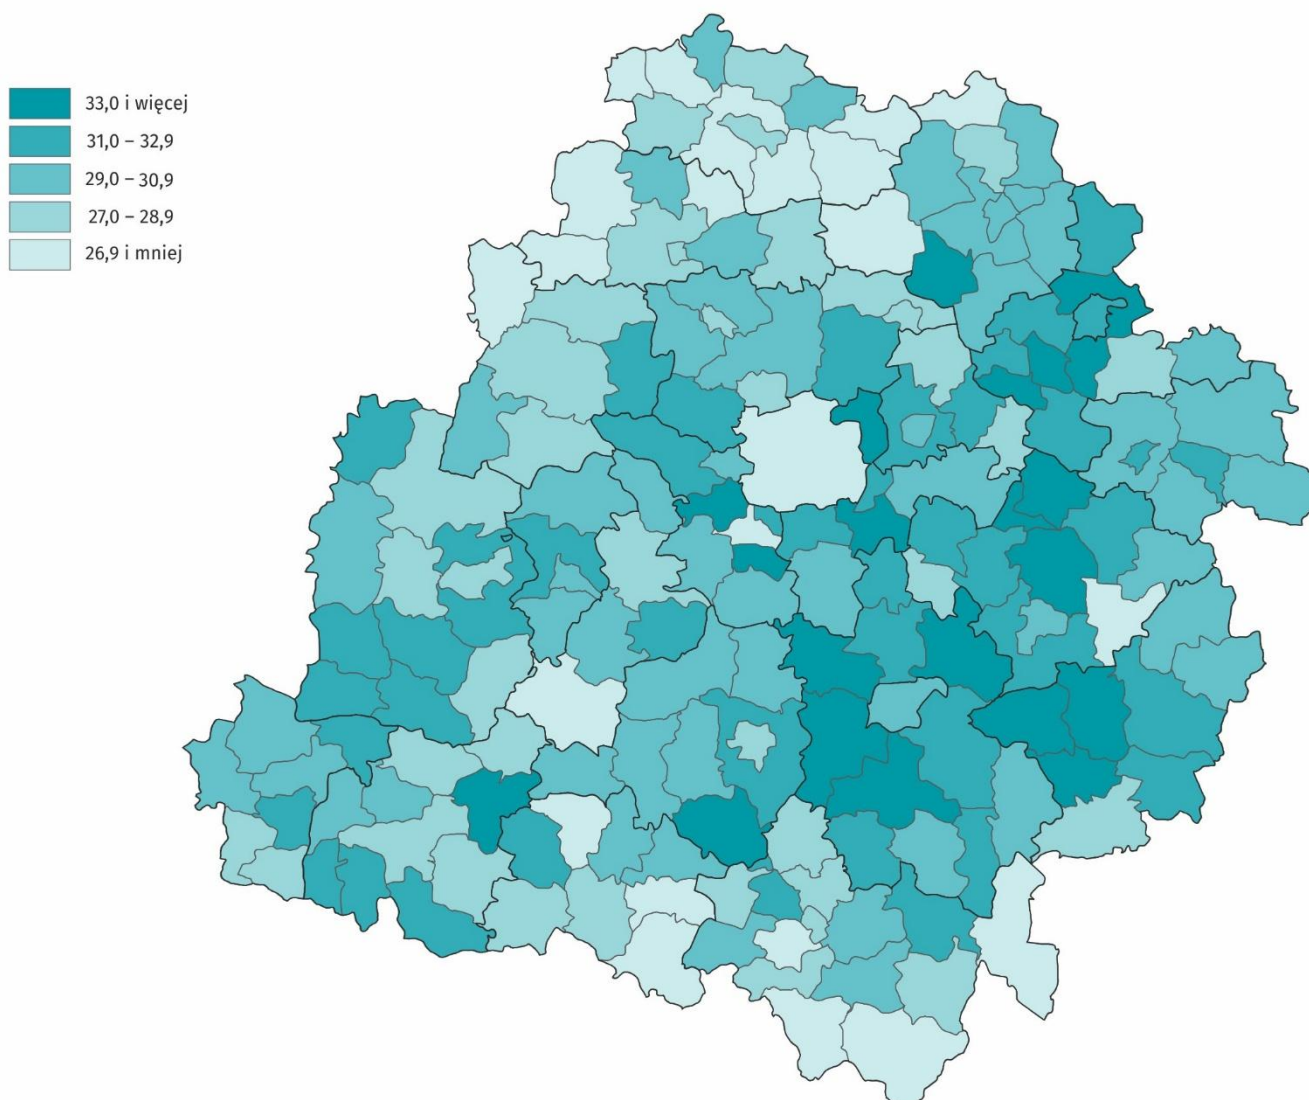 33,0 i więcej
31,0 – 32,9
29,0 – 30,9
27,0 – 28,9
26,9 i mniej